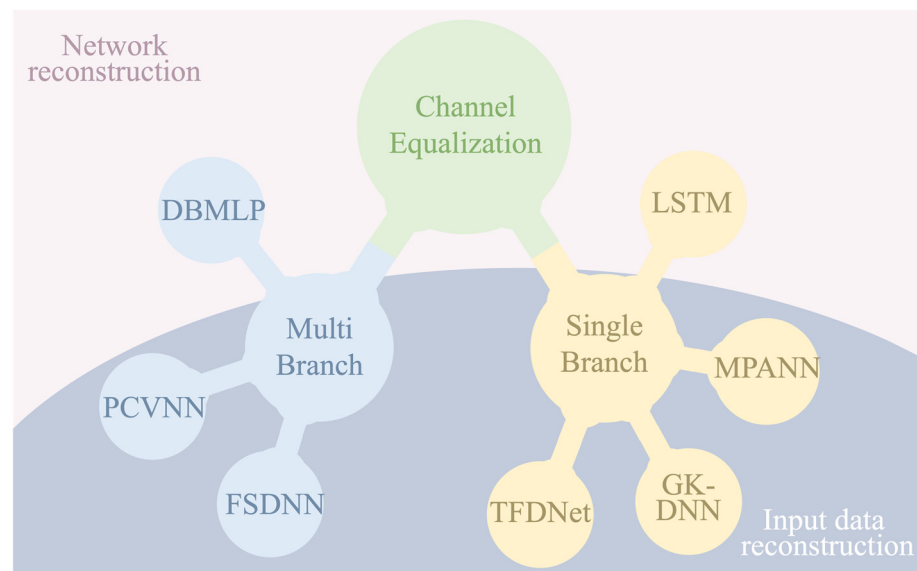 Network
reconstruction
Channel
Equalization
DBMLP
LSTM
Multi
Branch
Single
Branch
MPANN
PCVNN
FSDNN
TFDNet
GK-
DNN
Input data
reconstruction